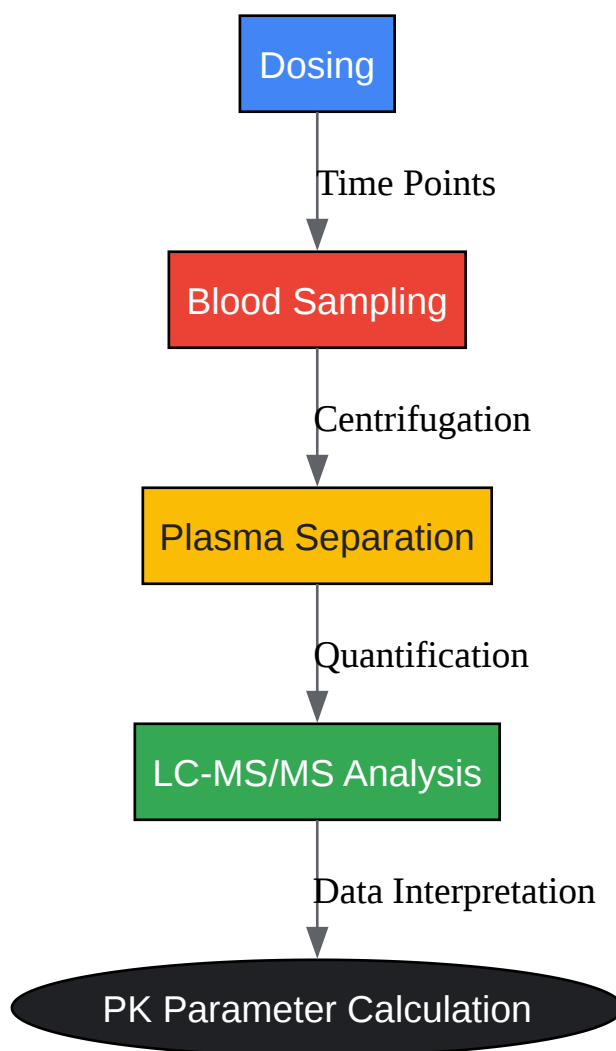 Dosing
Time Points
Blood Sampling
Centrifugation
Plasma Separation
Quantification
LC-MS/MS Analysis
Data Interpretation
PK Parameter Calculation